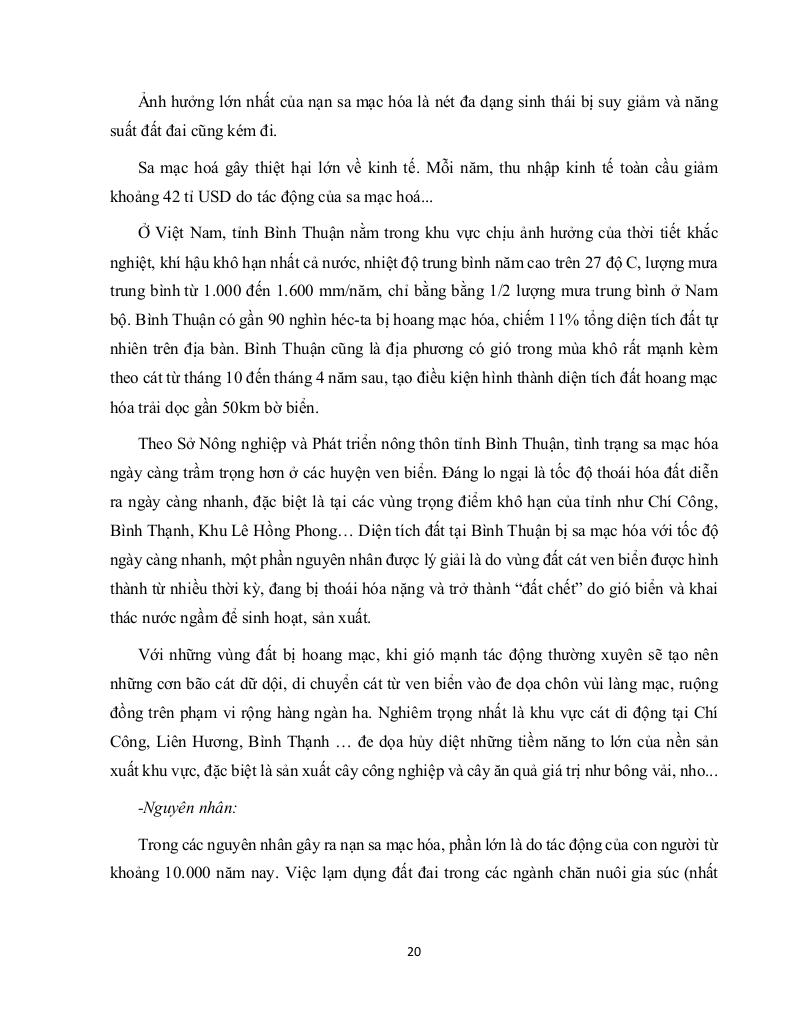 Ảnh hưởng lớn nhất của nạn sa mạc hóa là nét đa dạng sinh thái bị suy giảm và năng
suất đất đai cũng kém đi.
Sa mạc hoá gây thiệt hại lớn về kinh tế. Mỗi năm, thu nhập kinh tế toàn cầu giảm
khoảng 42 tỉ USD do tác động của sa mạc hoá...
Ở Việt Nam, tỉnh Bình Thuận nằm trong khu vực chịu ảnh hưởng của thời tiết khắc
nghiệt, khí hậu khô hạn nhất cả nước, nhiệt độ trung bình năm cao trên 27 độ C, lượng mưa
trung bình từ 1.000 đến 1.600 mm/năm, chỉ bằng bằng 1/2 lượng mưa trung bình ở Nam
bộ. Bình Thuận có gần 90 nghìn héc-ta bị hoang mạc hóa, chiếm 11% tổng diện tích đất tự
nhiên trên địa bàn. Bình Thuận cũng là địa phương có gió trong mùa khô rất mạnh kèm
theo cát từ tháng 10 đến tháng 4 năm sau, tạo điều kiện hình thành diện tích đất hoang mạc
hóa trải dọc gần 50km bờ biển.
Theo Sở Nông nghiệp và Phát triển nông thôn tỉnh Bình Thuận, tình trạng sa mạc hóa
ngày càng trầm trọng hơn ở các huyện ven biển. Đáng lo ngại là tốc độ thoái hóa đất diễn
ra ngày càng nhanh, đặc biệt là tại các vùng trọng điểm khô hạn của tỉnh như Chí Công,
Bình Thạnh, Khu Lê Hồng Phong… Diện tích đất tại Bình Thuận bị sa mạc hóa với tốc độ
ngày càng nhanh, một phần nguyên nhân được lý giải là do vùng đất cát ven biển được hình
thành từ nhiều thời kỳ, đang bị thoái hóa nặng và trở thành “đất chết” do gió biển và khai
thác nước ngầm để sinh hoạt, sản xuất.
Với những vùng đất bị hoang mạc, khi gió mạnh tác động thường xuyên sẽ tạo nên
những cơn bão cát dữ dội, di chuyển cát từ ven biển vào đe dọa chôn vùi làng mạc, ruộng
đồng trên phạm vi rộng hàng ngàn ha. Nghiêm trọng nhất là khu vực cát di động tại Chí
Công, Liên Hương, Bình Thạnh … đe dọa hủy diệt những tiềm năng to lớn của nền sản
xuất khu vực, đặc biệt là sản xuất cây công nghiệp và cây ăn quả giá trị như bông vải, nho...
-Nguyên nhân:
Trong các nguyên nhân gây ra nạn sa mạc hóa, phần lớn là do tác động của con người từ
khoảng 10.000 năm nay. Việc lạm dụng đất đai trong các ngành chăn nuôi gia súc (nhất
20